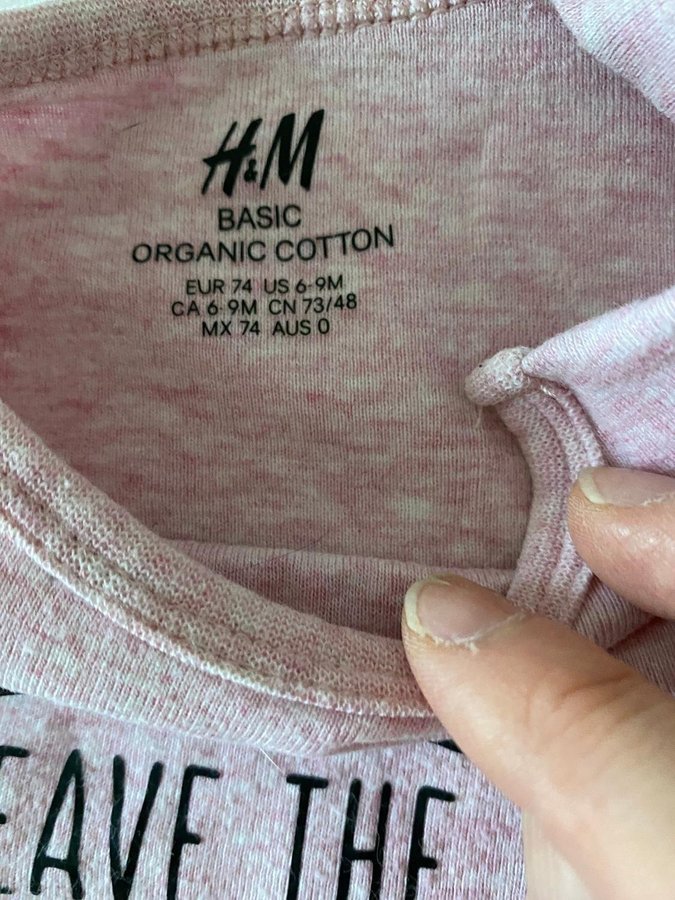 H&M
BASIC
ORGANIC COTTON
EUR 74 US 6-9M
CA 6-9M CN 73/48
MX 74 AUS 0
EAVE THE